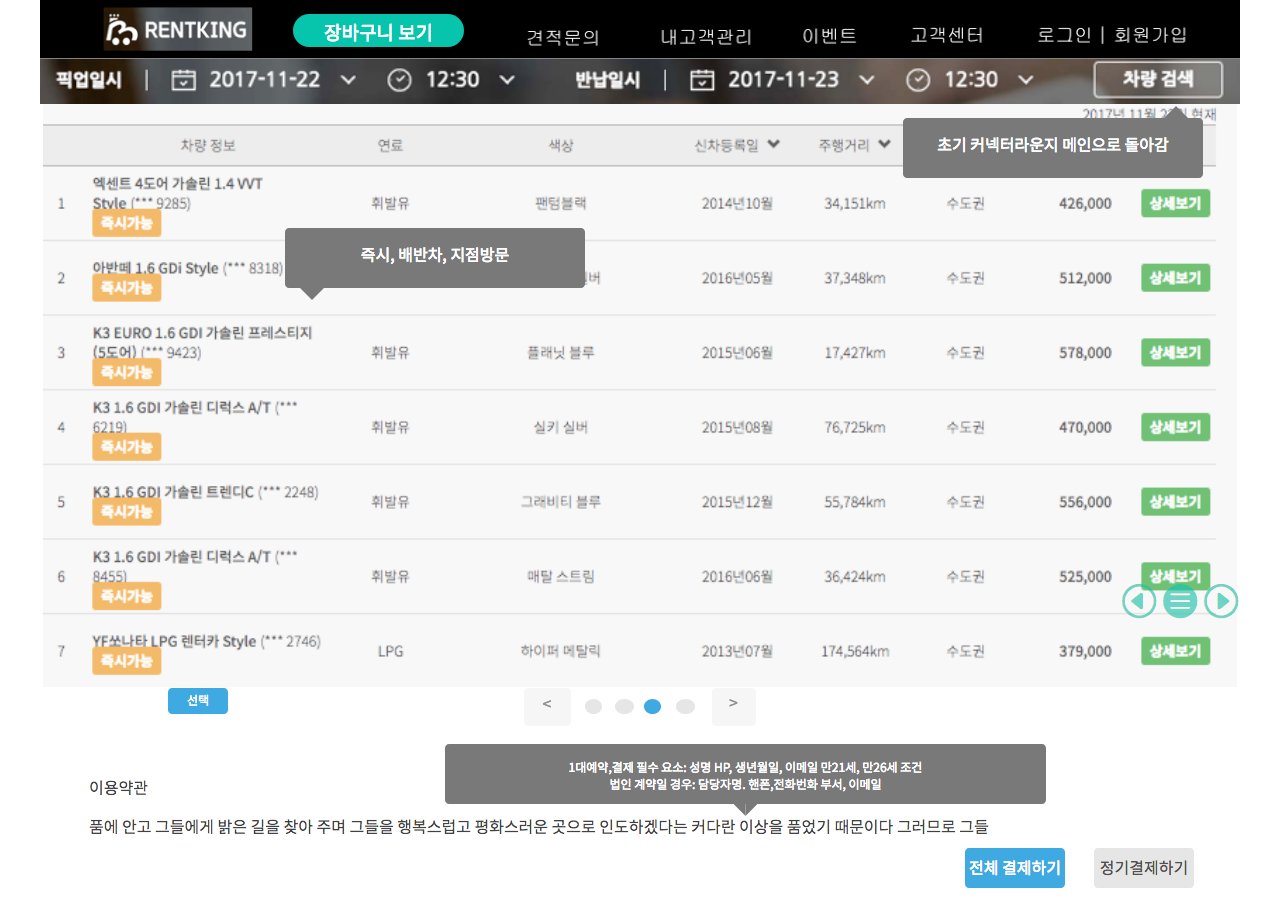 RENTKING 장바구니 보기 견적문의 내고객관리 이벤트 고객센터 로그인 | 회원가입
픽업일시 | 2017-11-22 12:30 반납일시 | 2017-11-23 12:30 차량 검색
2017년 11월 현재
초기 커넥터라운지 메인으로 돌아감
차량 정보 연료 색상 신차등록일 주행거리
1 엑센트 4도어 가솔린 1.4 VVT
Style (*** 9285) 휘발유 팬텀블랙 2014년10월 34,151km 수도권 426,000 상세보기
즉시가능
즉시, 배반차, 지점방문
2 아반떼 1.6 GDi Style (*** 8318) 버 2016년05월 37,348km 수도권 512,000 상세보기
즉시가능
K3 EURO 1.6 GDI 가솔린 프레스티지
3 (5도어) (*** 9423) 휘발유 플래닛 블루 2015년06월 17,427km 수도권 578,000 상세보기
즉시가능
K3 1.6 GDI 가솔린 디럭스 A/T (***
4 6219) 휘발유 실키 실버 2015년08월 76,725km 수도권 470,000 상세보기
즉시가능
5 K3 1.6 GDI 가솔린 트렌디C (*** 2248) 휘발유 그래비티 블루 2015년12월 55,784km 수도권 556,000 상세보기
즉시가능
K3 1.6 GDI 가솔린 디럭스 A/T (***
6 8455) 휘발유 매탈 스트림 2016년06월 36,424km 수도권 525,000 상세보기
즉시가능
7 YF쏘나타 LPG 렌터카 Style (*** 2746) LPG 하이퍼 메탈릭 2013년07월 174,564km 수도권 379,000 상세보기
즉시가능
선택 < >
1대예약,결제 필수 요소: 성명 HP, 생년월일, 이메일 만21세, 만26세 조건
법인 계약일 경우: 담당자명. 핸폰,전화번화 부서, 이메일
이용약관
품에 안고 그들에게 밝은 길을 찾아 주며 그들을 행복스럽고 평화스러운 곳으로 인도하겠다는 커다란 이상을 품었기 때문이다 그러므로 그들
전체 결제하기 정기결제하기